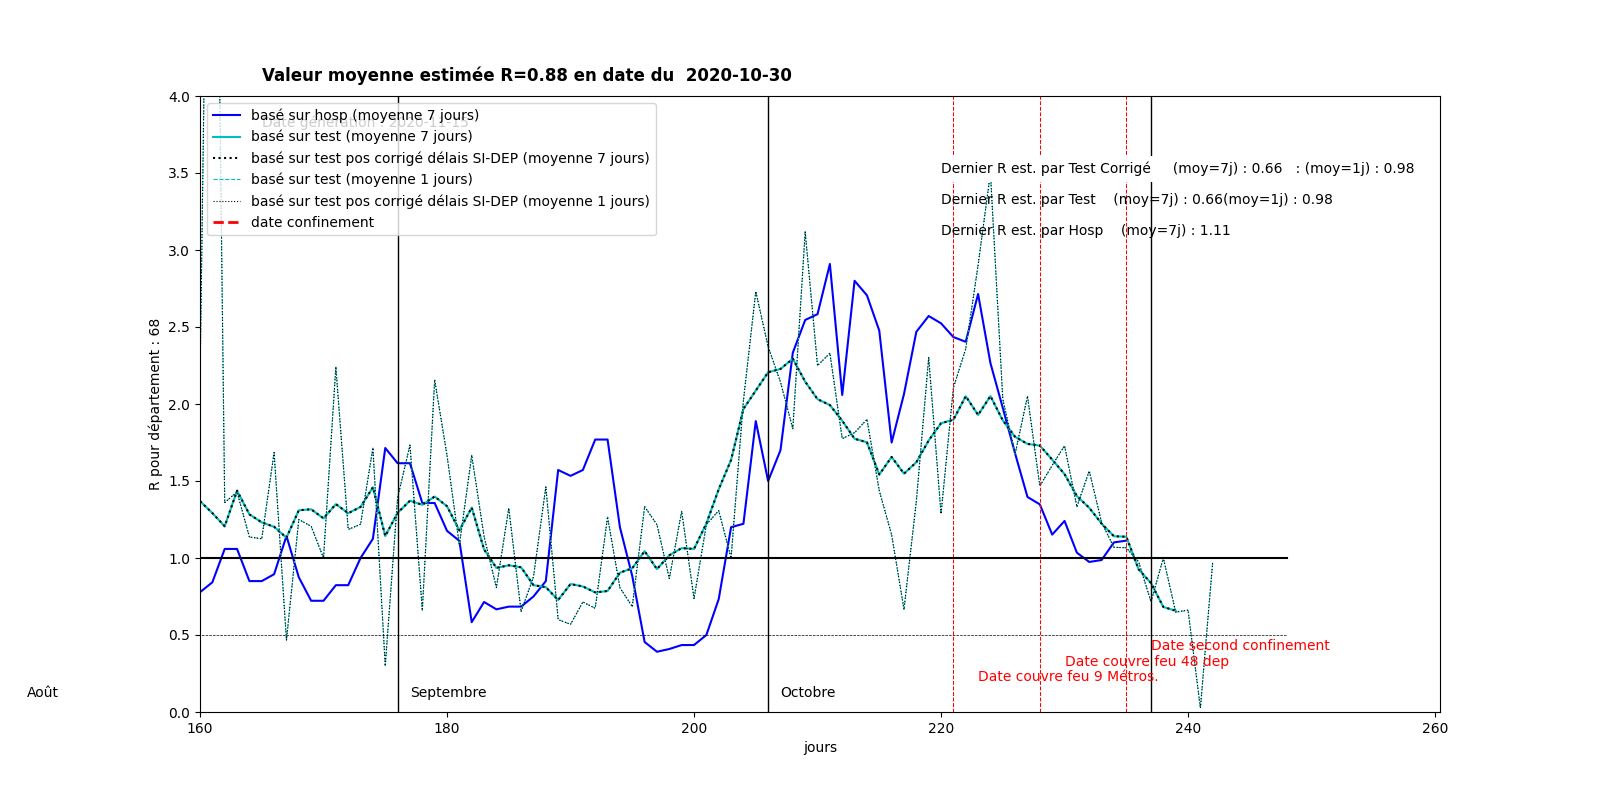 Valeur moyenne estimée R=0.88 en date du  2020-10-30
Date génération : 2020-11-15
basé sur hosp (moyenne 7 jours)
basé sur test (moyenne 7 jours)
basé sur test pos corrigé délais SI-DEP (moyenne 7 jours)
basé sur test (moyenne 1 jours)
basé sur test pos corrigé délais SI-DEP (moyenne 1 jours)
date confinement
Dernier R est. par Test Corrigé     (moy=7j) : 0.66   : (moy=1j) : 0.98
Dernier R est. par Test    (moy=7j) : 0.66(moy=1j) : 0.98
Dernier R est. par Hosp    (moy=7j) : 1.11
4.0
3.5
3.0
2.5
2.0
1.5
1.0
0.5
0.0
R pour département : 68
Date second confinement
Date couvre feu 48 dep
Date couvre feu 9 Métros.
Août
Septembre
Octobre
160
180
200
220
240
260
jours